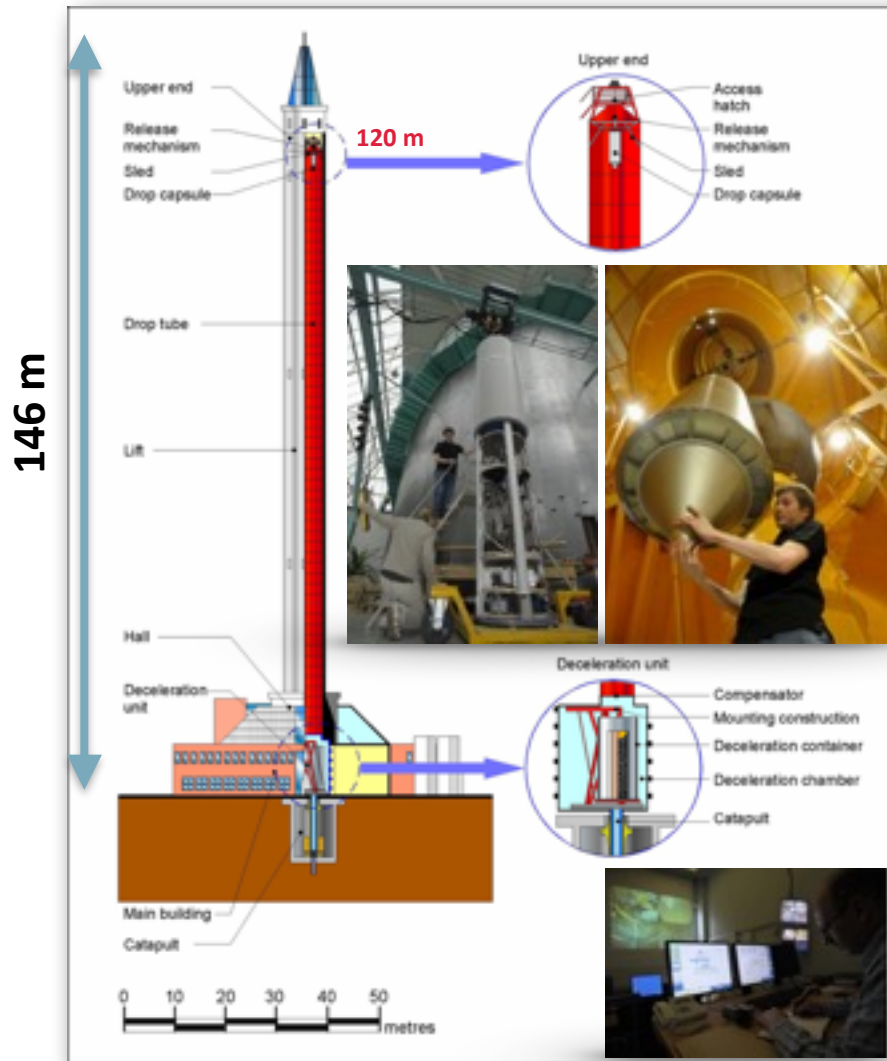 146 m
Upper end
Release
mechanism
Sled
Drop capsule
120 m
Upper end
Access
hatch
Release
mechanism
Sled
Drop capsule
Drop tube
Lift
Hall
Deceleration
unit
Deceleration unit
Compensator
Mounting construction
Deceleration container
Deceleration chamber
Catapult
Main building
Catapult
0 10 20 30 40 50
metres